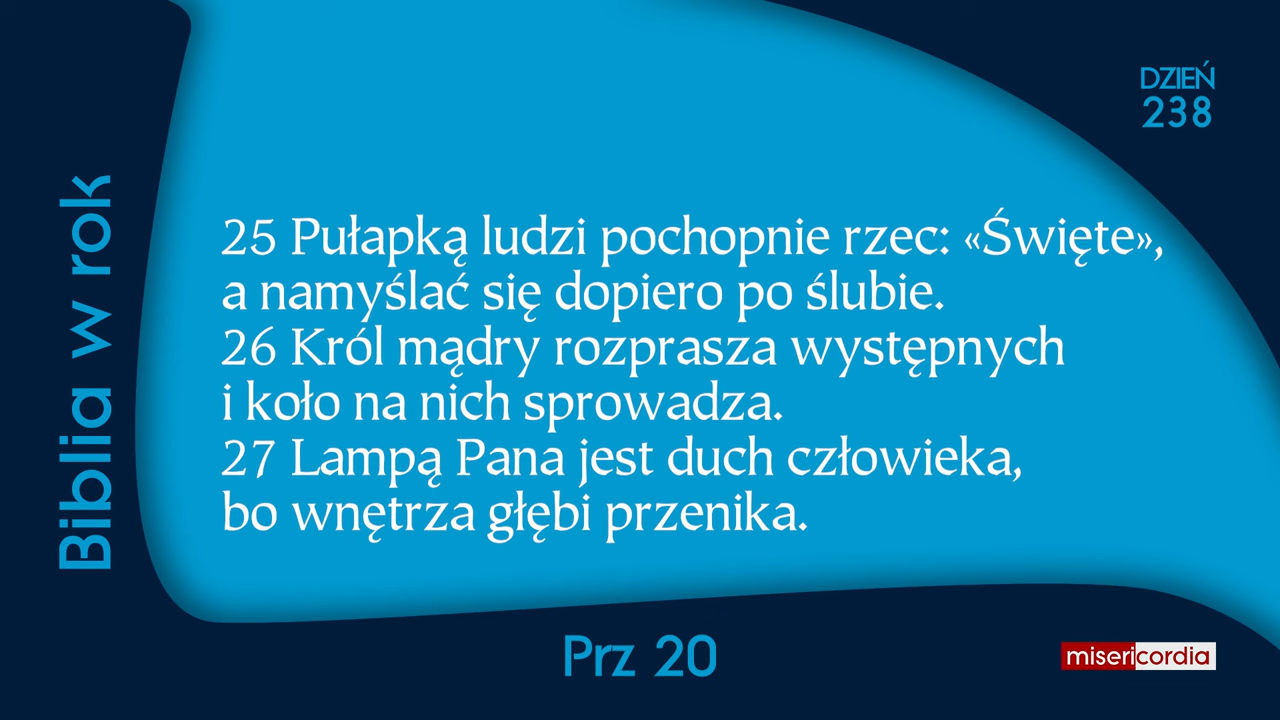 DZIEŃ
238
Biblia w rok
25 Pułapką ludzi pochopnie rzec: «Święte»,
a namyślać się dopiero po ślubie.
26 Król mądry rozprasza występnych
i koło na nich sprowadza.
27 Lampą Pana jest duch człowieka,
bo wnętrza głębi przenika.
Prz 20
misericordia